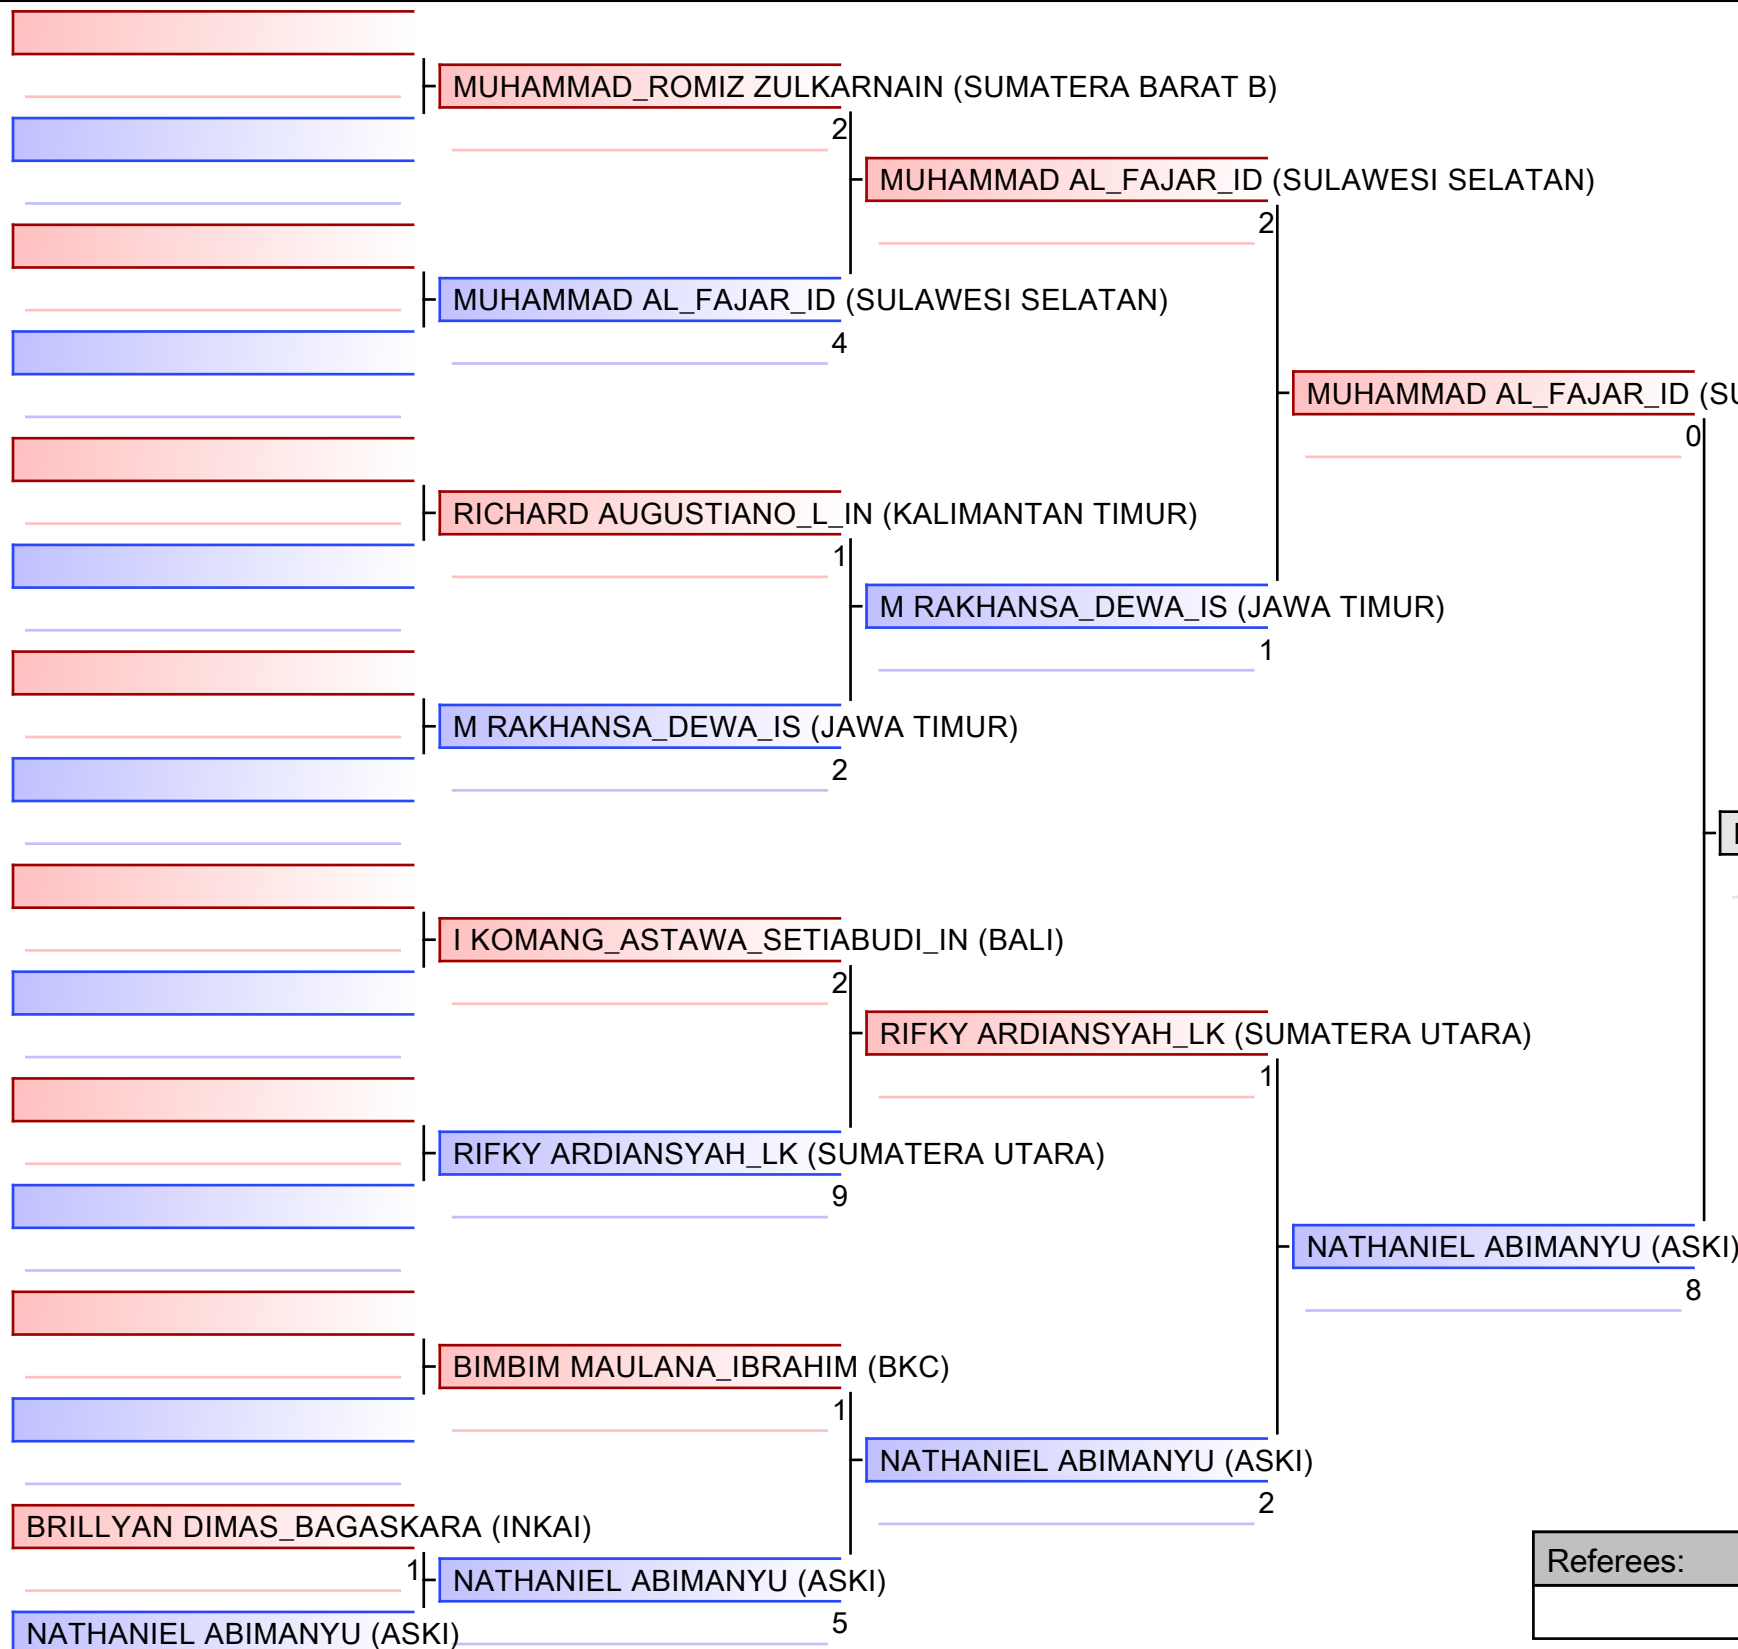 MUHAMMAD_ROMIZ ZULKARNAIN (SUMATERA BARAT B)
2
MUHAMMAD AL_FAJAR_ID (SULAWESI SELATAN)
2
MUHAMMAD AL_FAJAR_ID (SULAWESI SELATAN)
4
MUHAMMAD AL_FAJAR_ID (SU
0
RICHARD AUGUSTIANO_L_IN (KALIMANTAN TIMUR)
1
M RAKHANSA_DEWA_IS (JAWA TIMUR)
1
M RAKHANSA_DEWA_IS (JAWA TIMUR)
2
I KOMANG_ASTAWA_SETIABUDI_IN (BALI)
2
RIFKY ARDIANSYAH_LK (SUMATERA UTARA)
1
RIFKY ARDIANSYAH_LK (SUMATERA UTARA)
9
NATHANIEL ABIMANYU (ASKI)
8
BIMBIM MAULANA_IBRAHIM (BKC)
1
NATHANIEL ABIMANYU (ASKI)
2
BRILLYAN DIMAS_BAGASKARA (INKAI)
1
NATHANIEL ABIMANYU (ASKI)
5
NATHANIEL ABIMANYU (ASKI)
Referees: